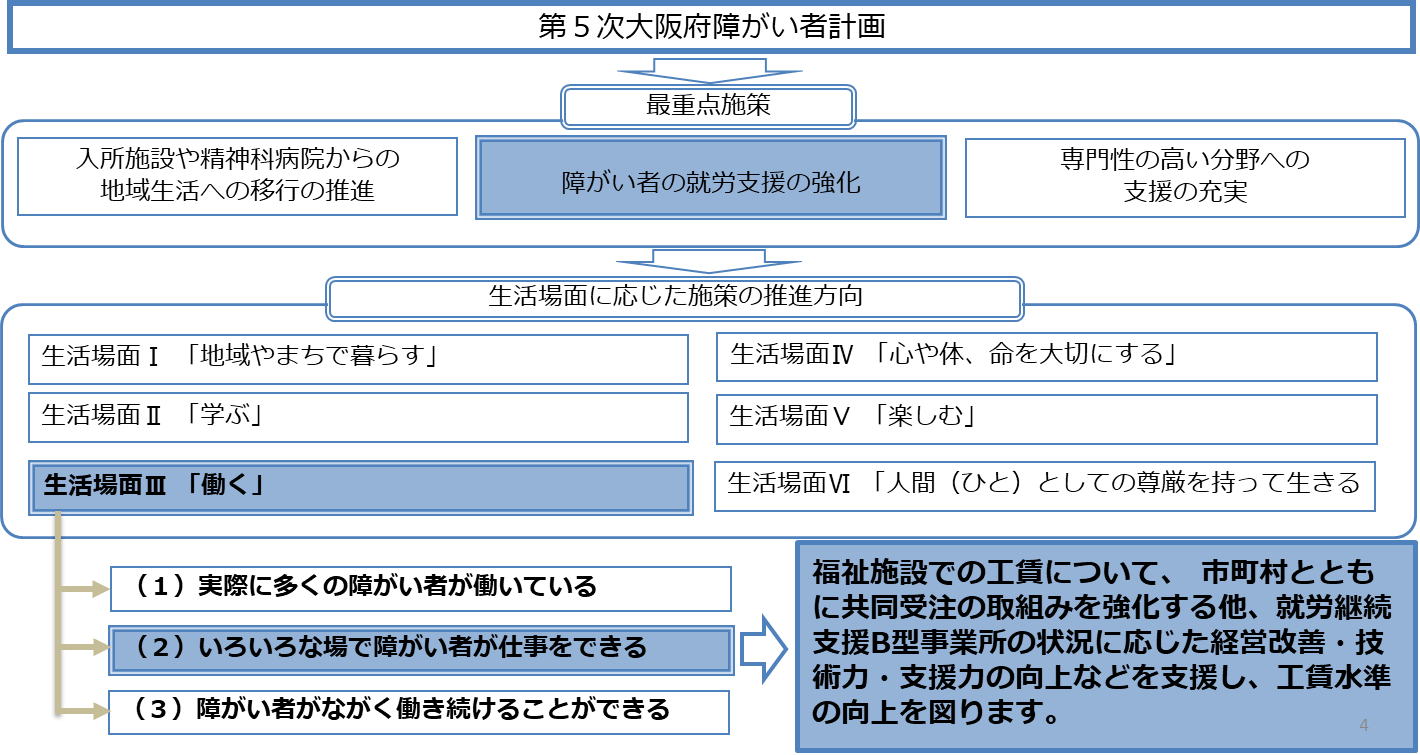 第５次大阪府障がい者計画
最重点施策
入所施設や精神科病院からの
地域生活への移行の推進
障がい者の就労支援の強化
専門性の高い分野への
支援の充実
生活場面に応じた施策の推進方向
生活場面Ⅰ 「地域やまちで暮らす」
生活場面Ⅱ 「学ぶ」
生活場面Ⅲ 「働く」
生活場面Ⅳ 「心や体、命を大切にする」
生活場面Ⅴ 「楽しむ」
生活場面Ⅵ 「人間（ひと）としての尊厳を持って生きる
（１）実際に多くの障がい者が働いている
（２）いろいろな場で障がい者が仕事をできる
（３）障がい者がながく働き続けることができる
福祉施設での工賃について、 市町村ととも
に共同受注の取組みを強化する他、就労継続
支援B型事業所の状況に応じた経営改善・技
術力・支援力の向上などを支援し、工賃水準
の向上を図ります。
4